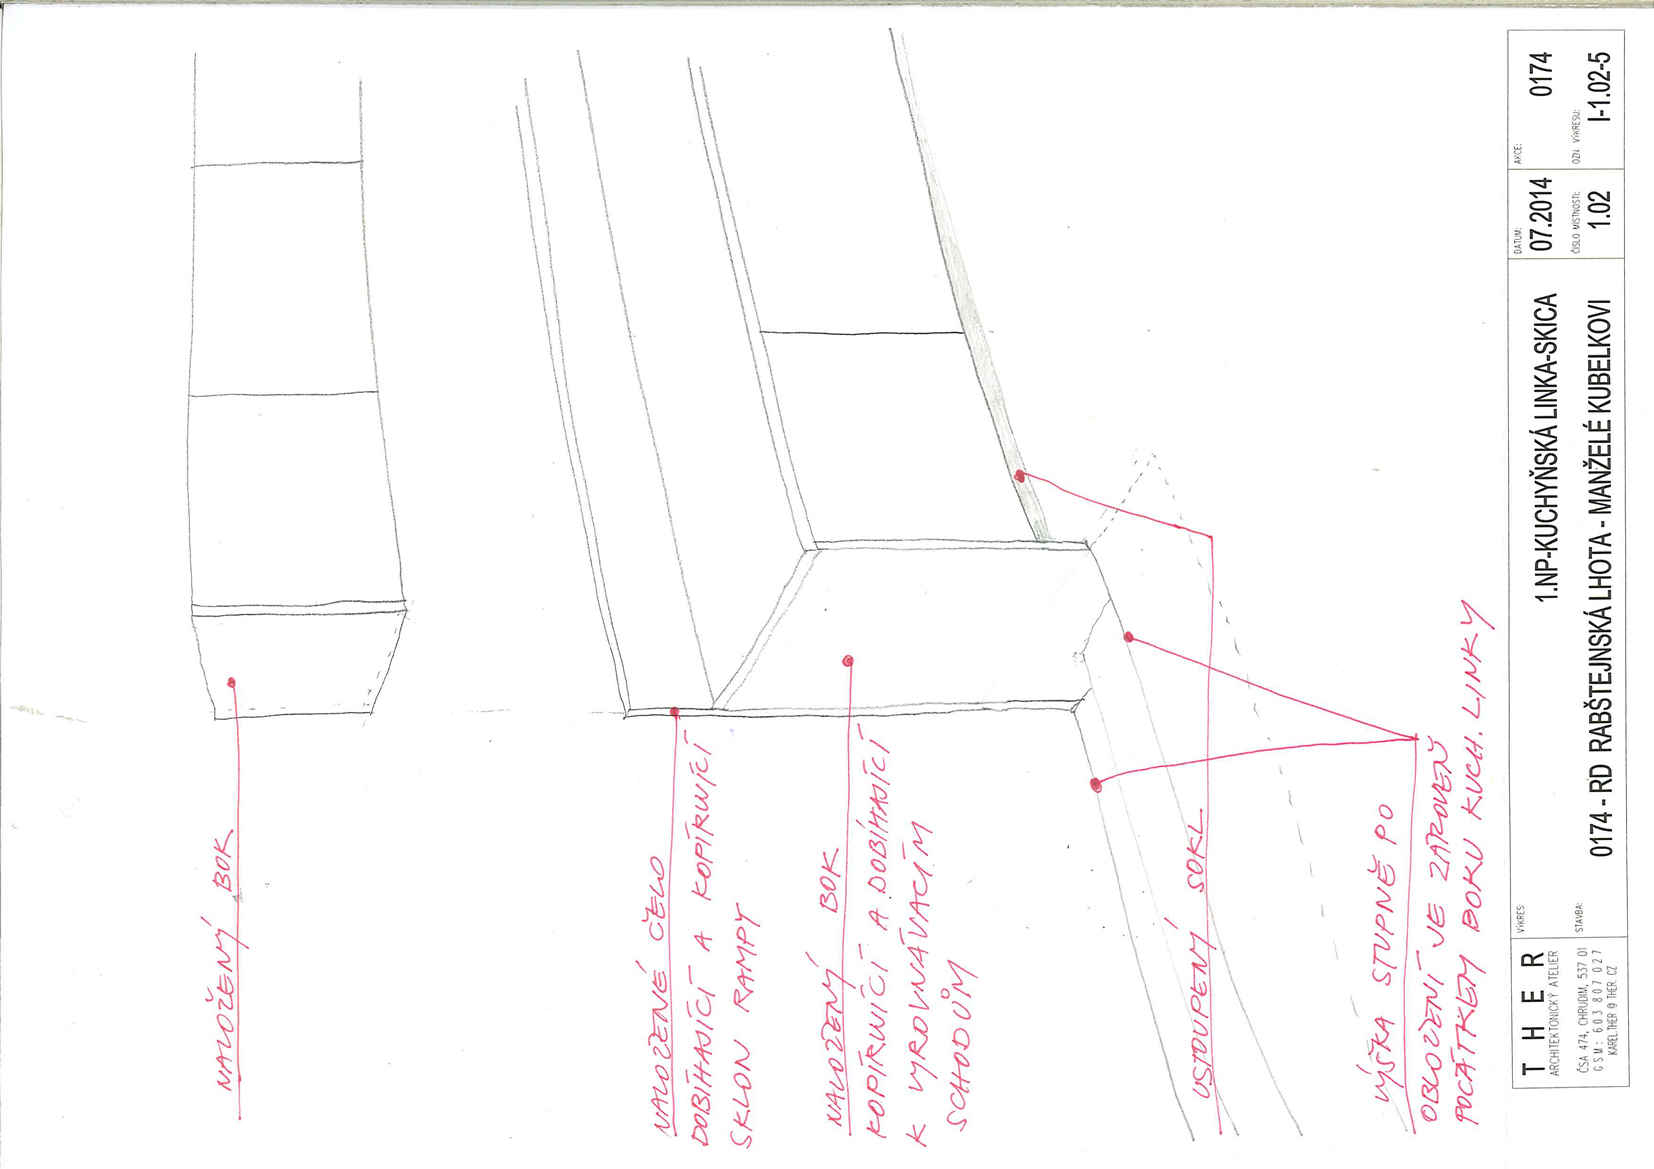 NALOŽENÝ BOK
NALOŽENÉ ČELO
DOBÍHAJÍCÍ A KOPÍRUJÍCÍ
SKLON RAMPY
NALOŽENÝ BOK
KOPÍRUJÍCÍ A DOBÍHAJÍCÍ
K VYROVNÁVACÍM
SCHODŮM
USTOUPENÝ SOKL
VÝŠKA STUPNĚ PO
OBLOŽENÍ JE ZÁROVEŇ
POČÁTKEM BOKU KUCH. LINKY
THER
ARCHITEKTONICKÝ ATELIER
ČSA 474, CHRUDIM, 537 01
GSM: 603 807 027
KAREL.THER@THER.CZ
VÝKRES:
1.NP-KUCHYŇSKÁ LINKA-SKICA
STAVBA:
0174 - RD RABŠTEJNSKÁ LHOTA - MANŽELÉ KUBELKOVI
DATUM:
07.2014
ČÍSLO MÍSTNOSTI:
1.02
AKCE:
0174
OZN. VÝKRESU:
I-1.02-5